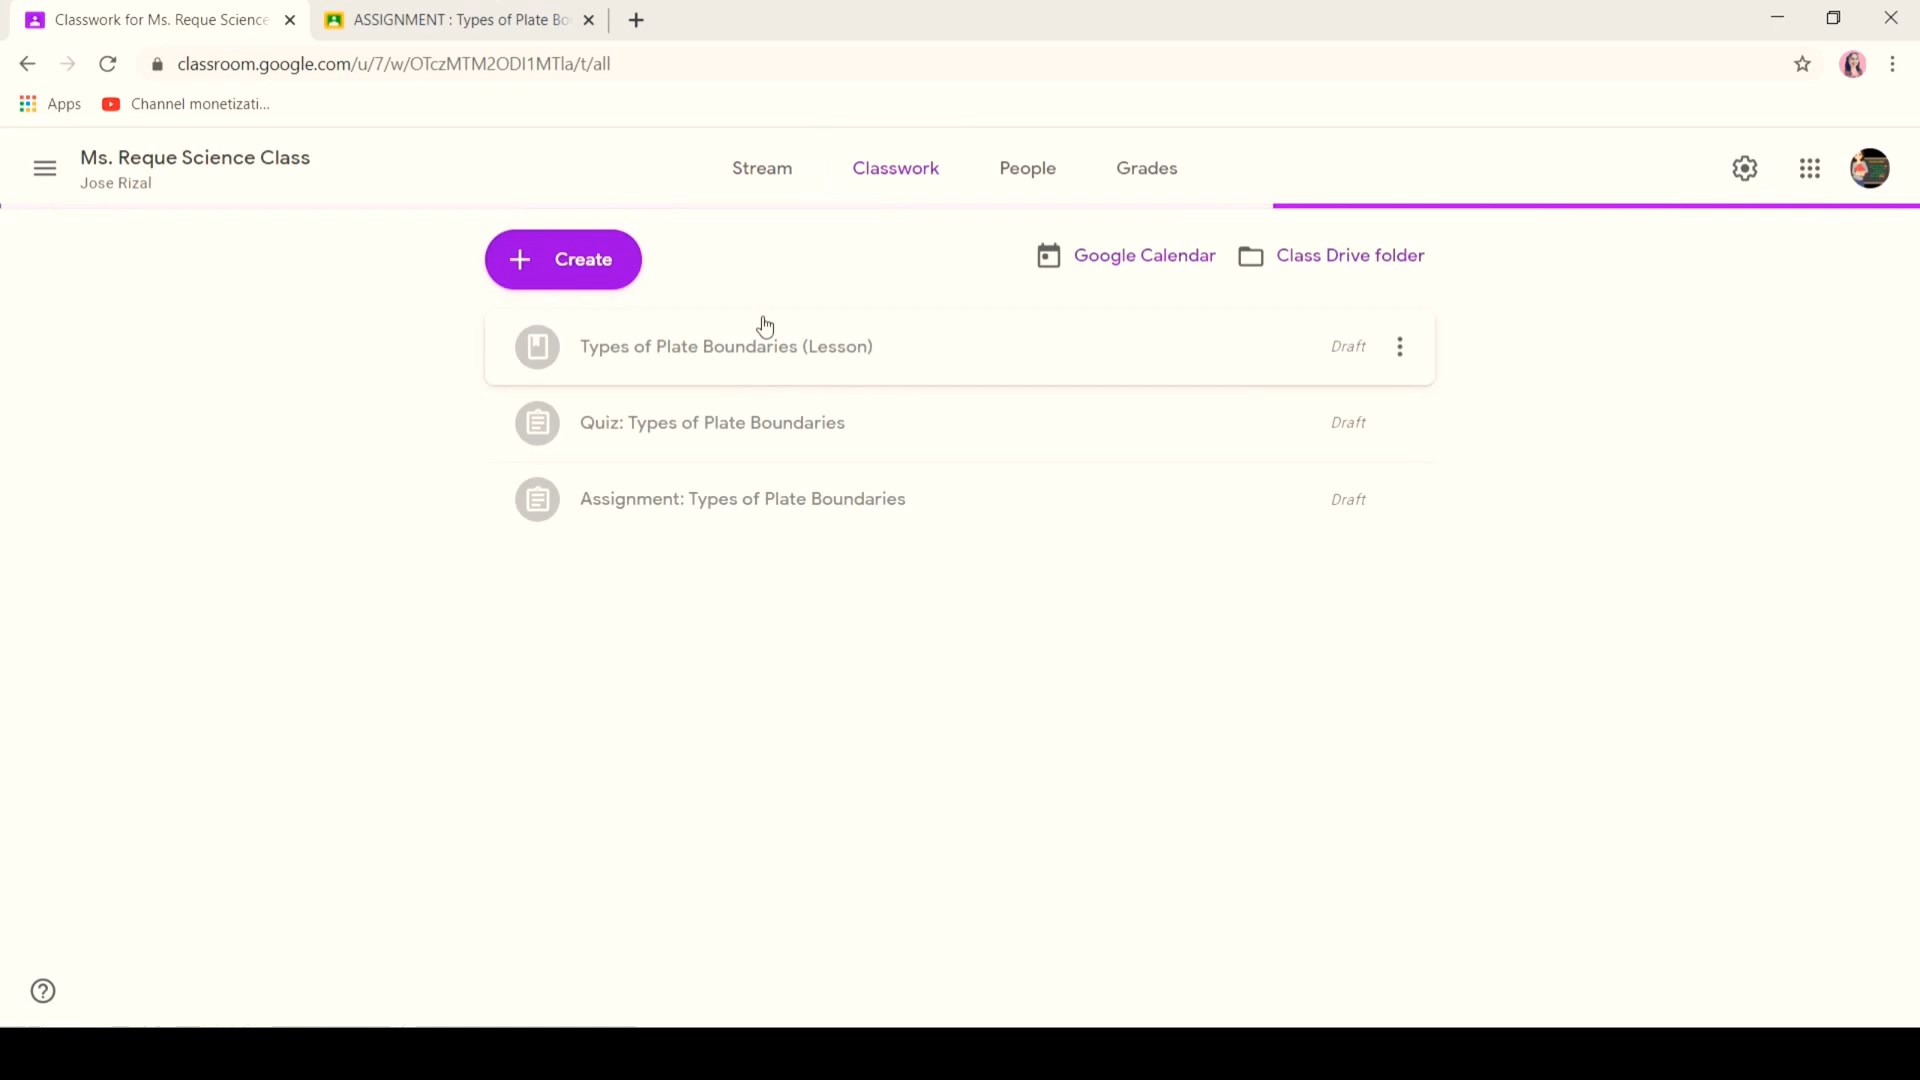 Classwork for Ms. Reque Science
ASSIGNMENT : Types of Plate Bo
classroom.google.com/u/7/w/OTczMTM2ODI1MTIa/t/all
Apps
Channel monetizati...
Ms. Reque Science Class
Jose Rizal
Stream
Classwork
People
Grades
Create
Google Calendar
Class Drive folder
Types of Plate Boundaries (Lesson)
Draft
Quiz: Types of Plate Boundaries
Draft
Assignment: Types of Plate Boundaries
Draft